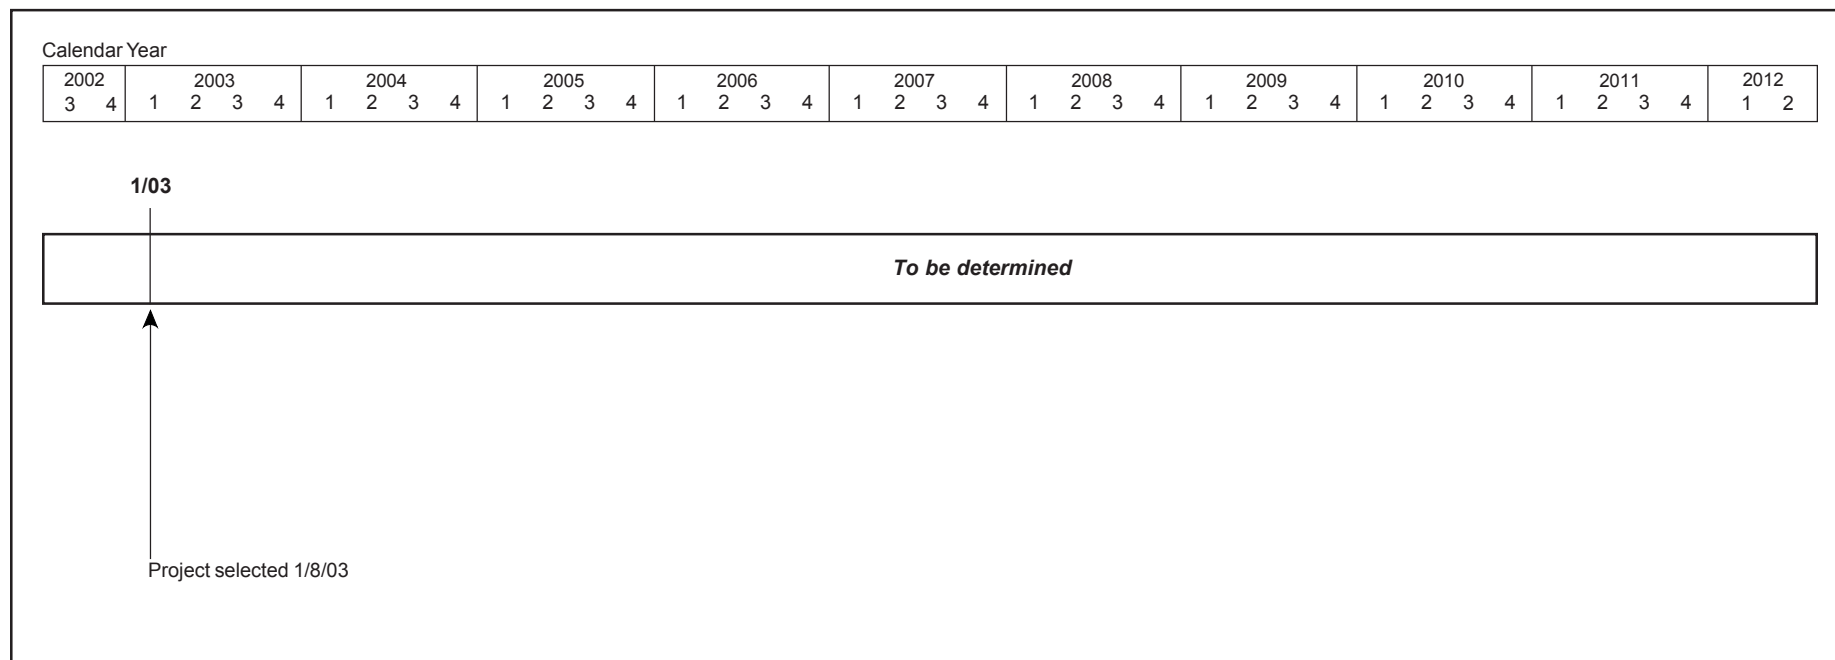 Calendar Year
2002 2003 2004 2005 2006 2007 2008 2009 2010 2011 2012
3 4 1 2 3 4 1 2 3 4 1 2 3 4 1 2 3 4 1 2 3 4 1 2 3 4 1 2 3 4 1 2 3 4 1 2 3 4 1 2
1/03
To be determined
Project selected 1/8/03